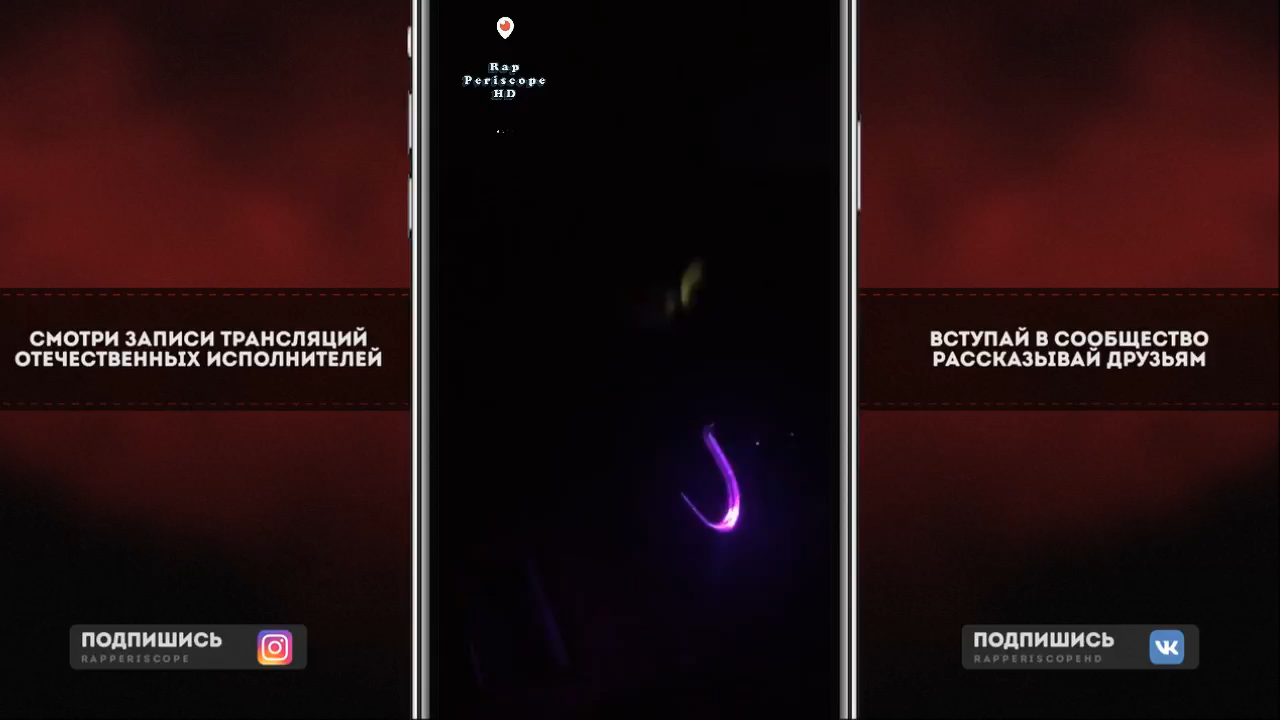 Rap
Periscope
HD
СМОТРИ ЗАПИСИ ТРАНСЛЯЦИЙ
ОТЕЧЕСТВЕННЫХ ИСПОЛНИТЕЛЕЙ
ВСТУПАЙ В СООБЩЕСТВО
РАССКАЗЫВАЙ ДРУЗЬЯМ
ПОДПИШИСЬ
RAPPERISCOPE
ПОДПИШИСЬ
RAPPERISCOPEHD